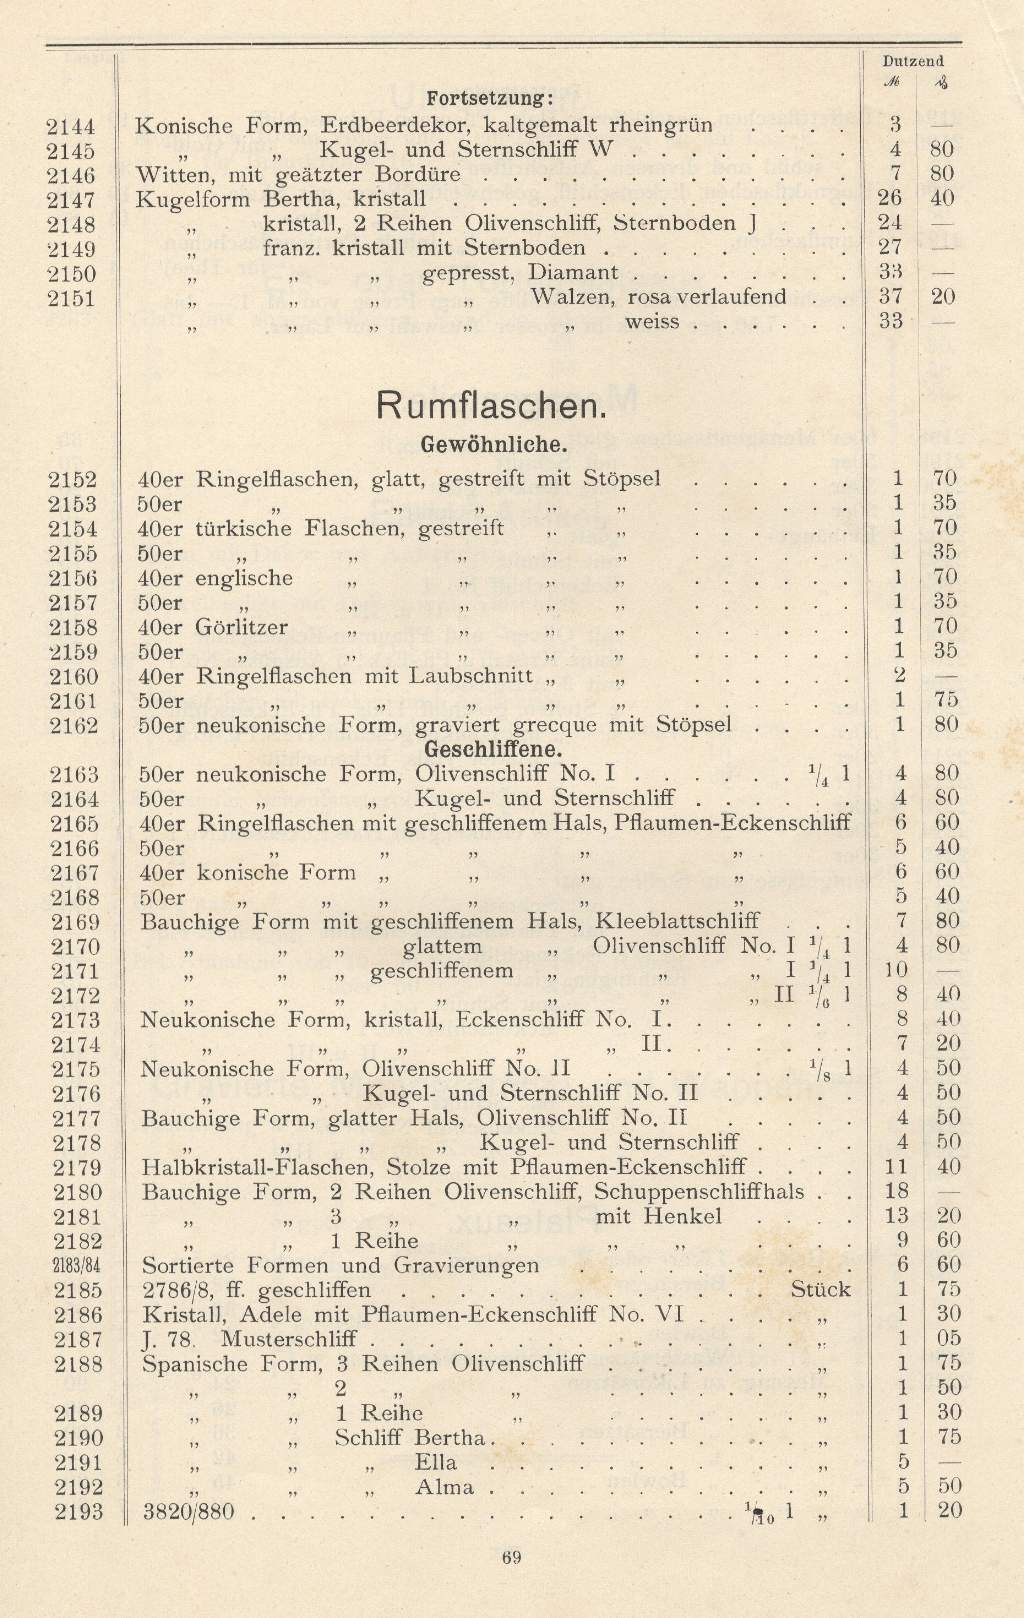 Dutzend
ℳ ₰
Fortsetzung:
2144 Konische Form, Erdbeerdekor, kaltgemalt rheingrün . . . . 3 —
2145 „ „ Kugel- und Sternschliff W . . . . . . . . 4 80
2146 Witten, mit geätzter Bordüre . . . . . . . . . . . . . 7 80
2147 Kugelform Bertha, kristall . . . . . . . . . . . . . . 26 40
2148 „ kristall, 2 Reihen Olivenschliff, Sternboden J . . . 24 —
2149 „ franz. kristall mit Sternboden . . . . . . . . . 27 —
2150 „ „ „ gepresst, Diamant . . . . . . . . 33 —
2151 „ „ „ „ Walzen, rosa verlaufend . . 37 20
„ „ „ „ „ weiss . . . . . . 33 —
Rumflaschen.
Gewöhnliche.
2152 40er Ringelflaschen, glatt, gestreift mit Stöpsel . . . . . . 1 70
2153 50er „ „ „ „ „ . . . . . . 1 35
2154 40er türkische Flaschen, gestreift „ „ . . . . . . 1 70
2155 50er „ „ „ „ „ . . . . . . 1 35
2156 40er englische „ „ „ „ . . . . . . 1 70
2157 50er „ „ „ „ „ . . . . . . 1 35
2158 40er Görlitzer „ „ „ „ . . . . . . 1 70
2159 50er „ „ „ „ „ . . . . . . 1 35
2160 40er Ringelflaschen mit Laubschnitt „ „ . . . . . . 2 —
2161 50er „ „ „ „ „ . . . . . . 1 75
2162 50er neukonische Form, graviert grecque mit Stöpsel . . . . 1 80
Geschliffene.
2163 50er neukonische Form, Olivenschliff No. I . . . . . . 1/4 l 4 80
2164 50er „ „ Kugel- und Sternschliff . . . . . . 4 80
2165 40er Ringelflaschen mit geschliffenem Hals, Pflaumen-Eckenschliff 6 60
2166 50er „ „ „ „ „ 5 40
2167 40er konische Form „ „ „ „ 6 60
2168 50er „ „ „ „ „ „ 5 40
2169 Bauchige Form mit geschliffenem Hals, Kleeblattschliff . . . 7 80
2170 „ „ „ glattem „ Olivenschliff No. I 1/4 l 4 80
2171 „ „ „ geschliffenem „ „ „ I 1/4 l 10 —
2172 „ „ „ „ „ „ „ II 1/6 l 8 40
2173 Neukonische Form, kristall, Eckenschliff No. I . . . . . . . 8 40
2174 „ „ „ „ „ II . . . . . . . 7 20
2175 Neukonische Form, Olivenschliff No. II . . . . . . . 1/8 l 4 50
2176 „ „ Kugel- und Sternschliff No. II . . . . . 4 50
2177 Bauchige Form, glatter Hals, Olivenschliff No. II . . . . . 4 50
2178 „ „ „ „ Kugel- und Sternschliff . . . . 4 50
2179 Halbkristall-Flaschen, Stolze mit Pflaumen-Eckenschliff . . . . 11 40
2180 Bauchige Form, 2 Reihen Olivenschliff, Schuppenschliffhals . . 18 —
2181 „ „ 3 „ „ mit Henkel . . . . 13 20
2182 „ „ 1 Reihe „ „ „ . . . . 9 60
2183/84 Sortierte Formen und Gravierungen . . . . . . . . . . 6 60
2185 2786/8, ff. geschliffen . . . . . . . . . . . . . Stück 1 75
2186 Kristall, Adele mit Pflaumen-Eckenschliff No. VI . . . . „ 1 30
2187 J. 78. Musterschliff . . . . . . . . . . . . . . . „ 1 05
2188 Spanische Form, 3 Reihen Olivenschliff . . . . . . . „ 1 75
„ „ 2 „ „ . . . . . . . „ 1 50
2189 „ „ 1 Reihe „ . . . . . . . „ 1 30
2190 „ „ Schliff Bertha . . . . . . . . . . . „ 1 75
2191 „ „ „ Ella . . . . . . . . . . . „ 5 —
2192 „ „ „ Alma . . . . . . . . . . . „ 5 50
2193 3820/880 . . . . . . . . . . . . . . . . . 1/10 l „ 1 20
69